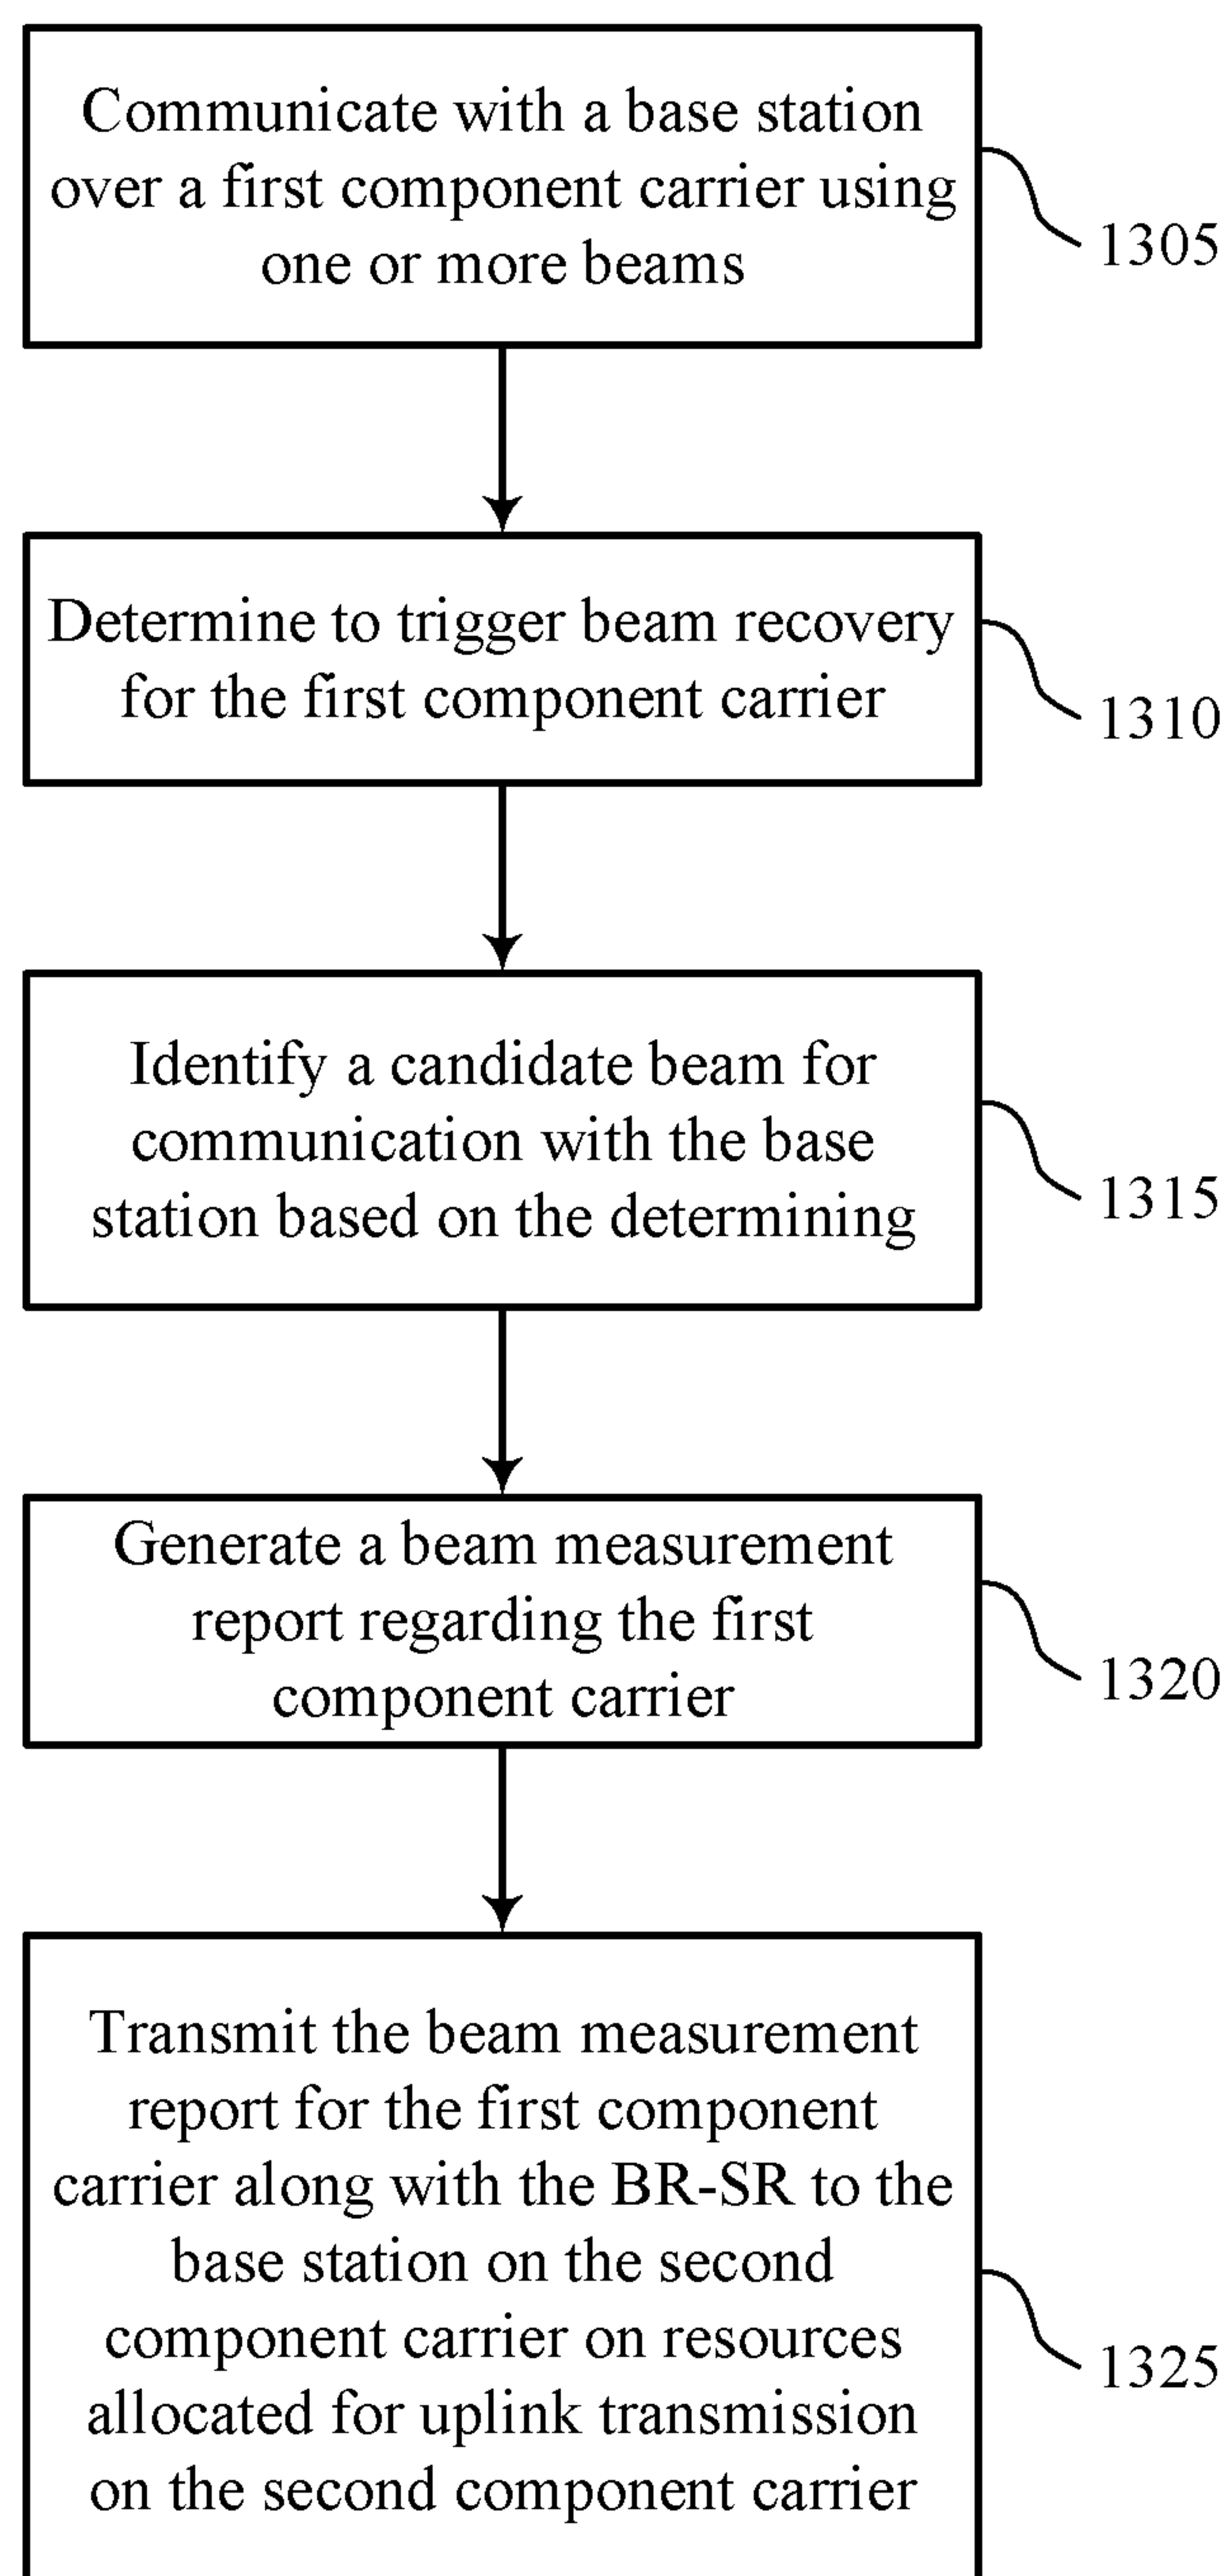 Communicate with a base station
over a first component carrier using
one or more beams
1305
Determine to trigger beam recovery
for the first component carrier
1310
Identify a candidate beam for
communication with the base
station based on the determining
1315
Generate a beam measurement
report regarding the first
component carrier
1320
Transmit the beam measurement
report for the first component
carrier along with the BR-SR to the
base station on the second
component carrier on resources
allocated for uplink transmission
on the second component carrier
1325